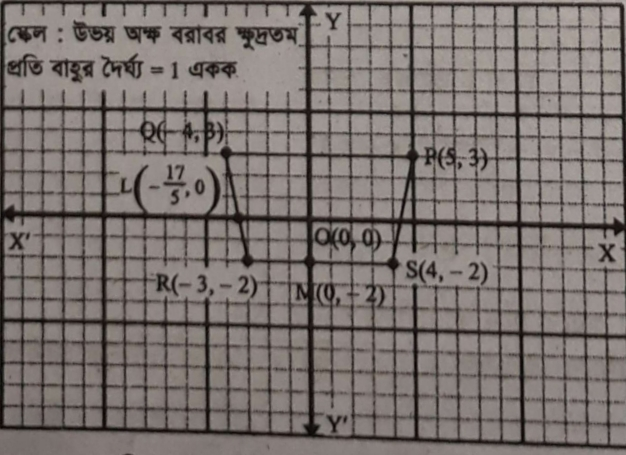 স্কেল : উভয় অক্ষ বরাবর ক্ষুদ্রতম
প্রতি বাহুর দৈর্ঘ্য = 1 একক
Y
Q(– 4, 3)
P(5, 3)
L(–17/5, 0)
X'
O(0, 0)
X
R(– 3, – 2)
M(0, – 2)
S(4, – 2)
Y'